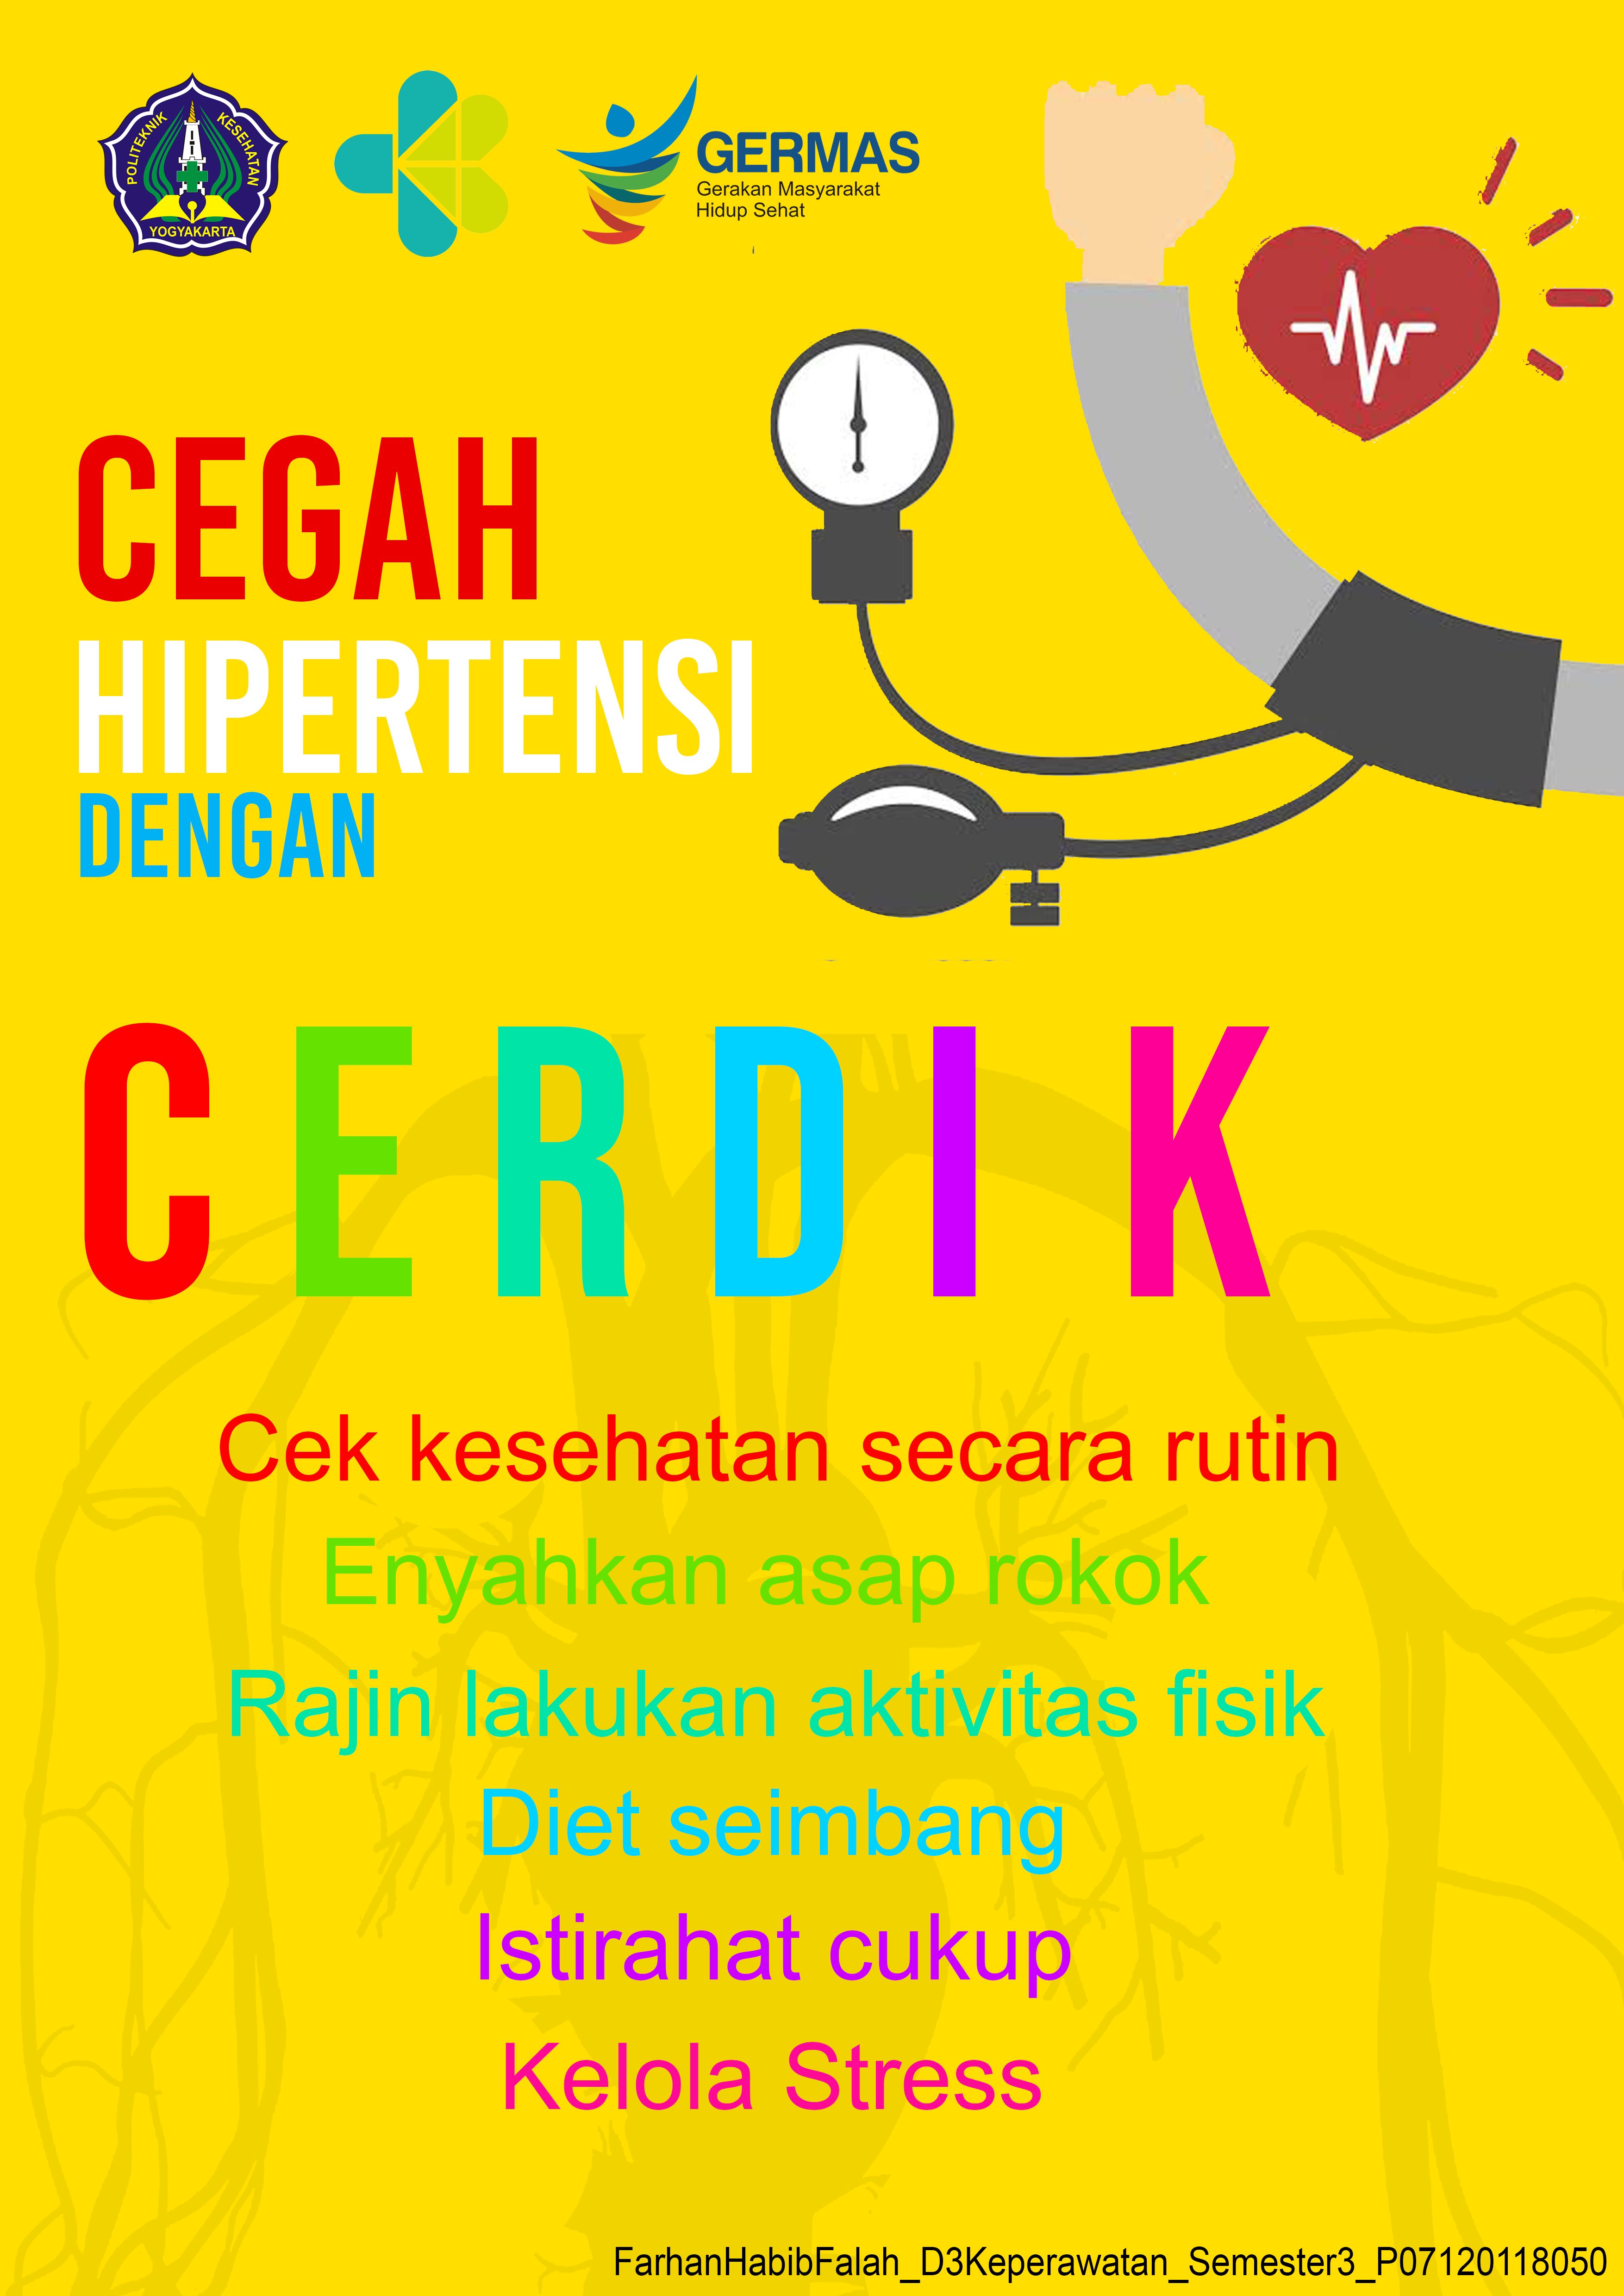 POLITEKNIK KESEHATAN
YOGYAKARTA
GERMAS
Gerakan Masyarakat
Hidup Sehat
CEGAH
HIPERTENSI
DENGAN
CERDIK
Cek kesehatan secara rutin
Enyahkan asap rokok
Rajin lakukan aktivitas fisik
Diet seimbang
Istirahat cukup
Kelola Stress
FarhanHabibFalah_D3Keperawatan_Semester3_P07120118050